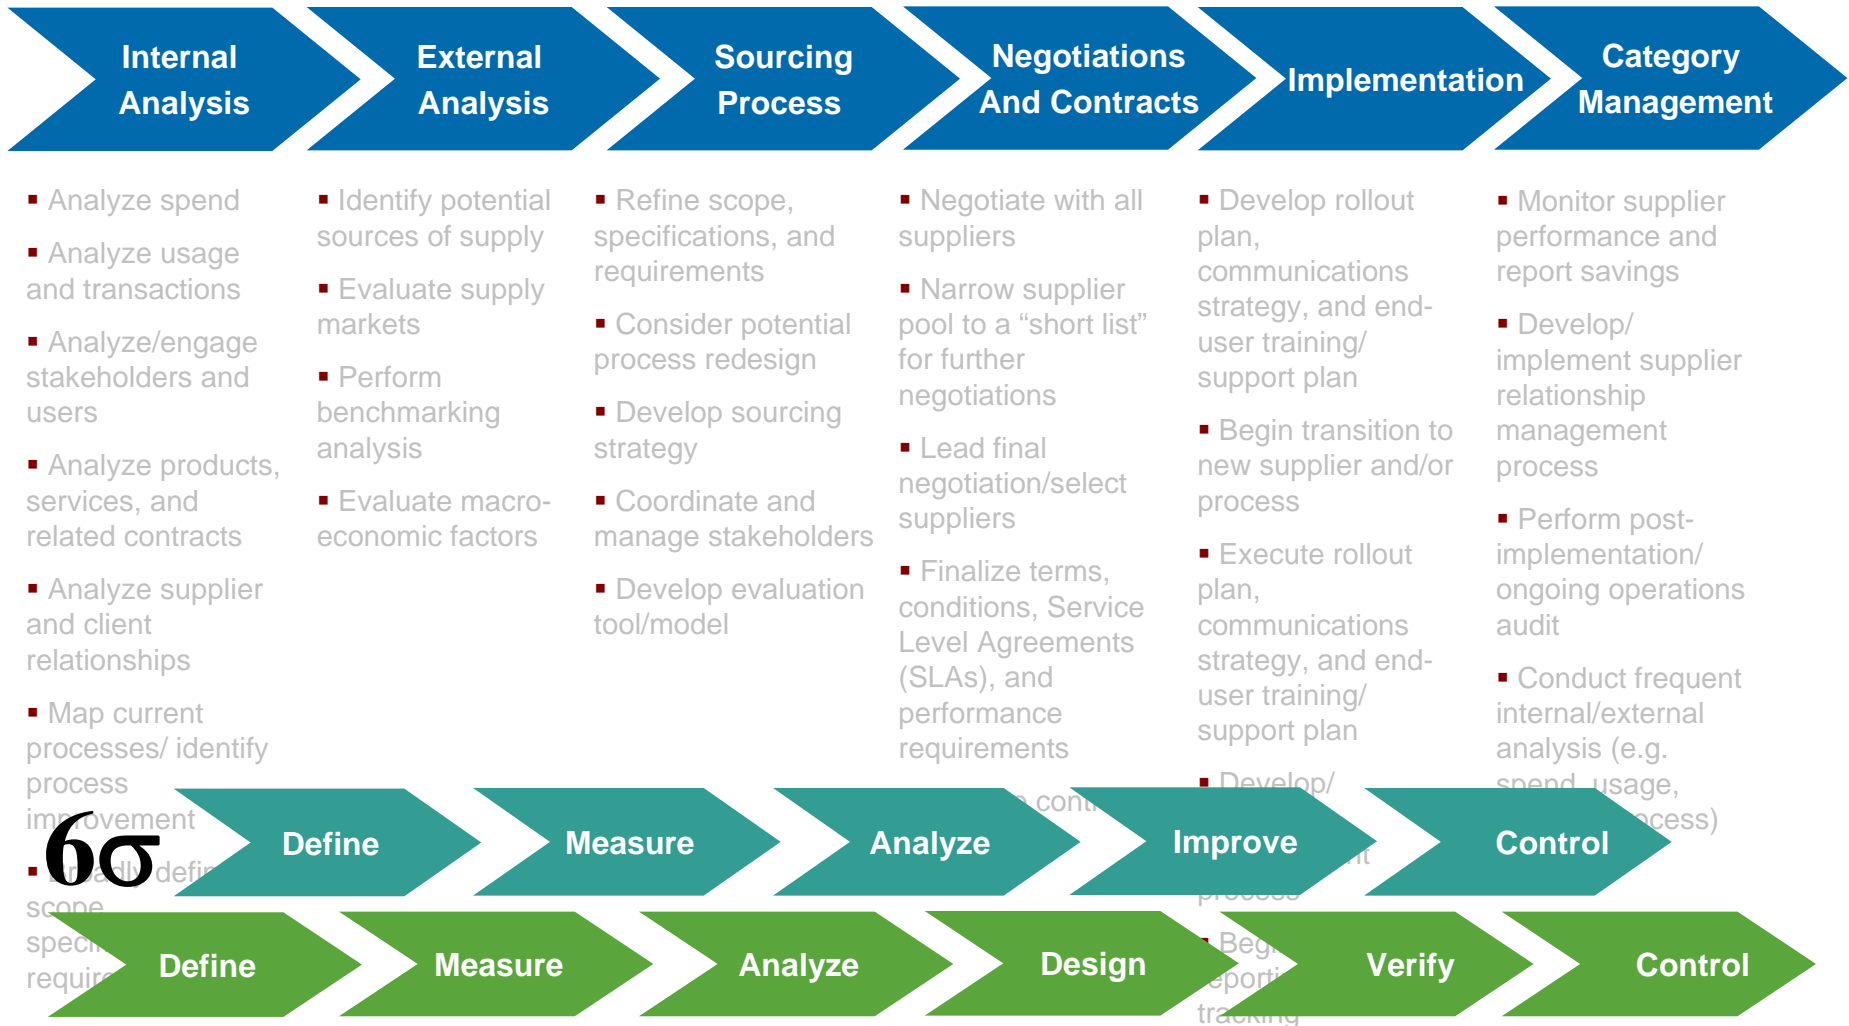 Internal
Analysis
External
Analysis
Sourcing
Process
Negotiations
And Contracts
Implementation
Category
Management
▪ Analyze spend
▪ Analyze usage
and transactions
▪ Analyze/engage
stakeholders and
users
▪ Analyze products,
services, and
related contracts
▪ Analyze supplier
and client
relationships
▪ Map current
processes/ identify
process
improvement
▪ Broadly
scope
▪ Identify potential
sources of supply
▪ Evaluate supply
markets
▪ Perform
benchmarking
analysis
▪ Evaluate macro-
economic factors
▪ Refine scope,
specifications, and
requirements
▪ Consider potential
process redesign
▪ Develop sourcing
strategy
▪ Coordinate and
manage stakeholders
▪ Develop evaluation
tool/model
▪ Negotiate with all
suppliers
▪ Narrow supplier
pool to a “short list”
for further
negotiations
▪ Lead final
negotiation/select
suppliers
▪ Finalize terms,
conditions, Service
Level Agreements
(SLAs), and
performance
requirements
▪ Develop rollout
plan,
communications
strategy, and end-
user training/
support plan
▪ Begin transition to
new supplier and/or
process
▪ Execute rollout
plan,
communications
strategy, and end-
user training/
support plan
▪ Develop/
process
tracking
▪ Monitor supplier
performance and
report savings
▪ Develop/
implement supplier
relationship
management
process
▪ Perform post-
implementation/
ongoing operations
audit
▪ Conduct frequent
internal/external
analysis (e.g.
spend, usage,
6σ
Define
Measure
Analyze
Improve
Control
Define
Measure
Analyze
Design
Verify
Control